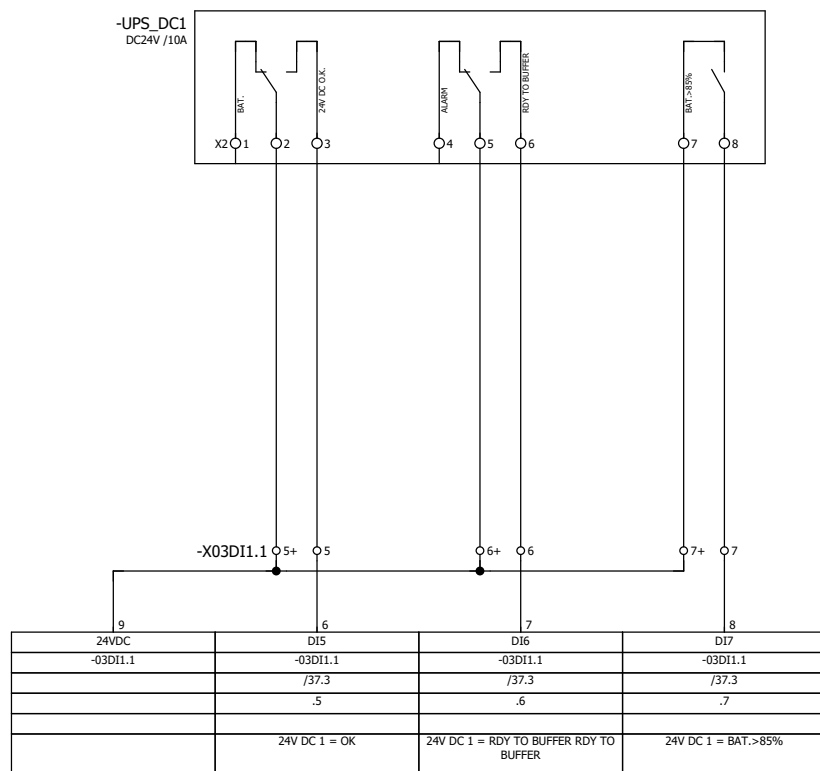 -UPS_DC1
DC24V /10A
BAT.
24V DC O.K.
ALARM
RDY TO BUFFER
BAT.>85%
X2 1 2 3 4 5 6 7 8
-X03DI1.1 5+ 5 6+ 6 7+ 7
9 6 7 8
24VDC DI5 DI6 DI7
-03DI1.1 -03DI1.1 -03DI1.1 -03DI1.1
/37.3 /37.3 /37.3
.5 .6 .7
24V DC 1 = OK 24V DC 1 = RDY TO BUFFER RDY TO 24V DC 1 = BAT.>85%
BUFFER